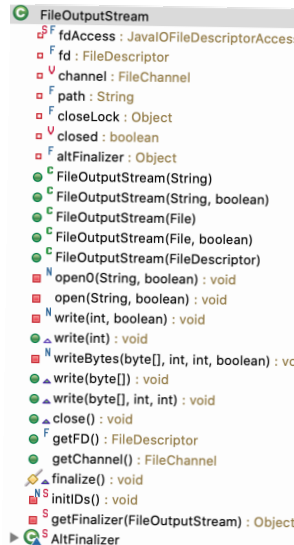 FileOutputStream
fdAccess : JavaIOFileDescriptorAcces
fd : FileDescriptor
channel : FileChannel
path : String
closeLock : Object
closed : boolean
altFinalizer : Object
FileOutputStream(String)
FileOutputStream(String, boolean)
FileOutputStream(File)
FileOutputStream(File, boolean)
FileOutputStream(FileDescriptor)
open0(String, boolean) : void
open(String, boolean) : void
write(int, boolean) : void
write(int) : void
writeBytes(byte[], int, int, boolean) : void
write(byte[]) : void
write(byte[], int, int) : void
close() : void
getFD() : FileDescriptor
getChannel() : FileChannel
finalize() : void
initIDs() : void
getFinalizer(FileOutputStream) : Object
AltFinalizer